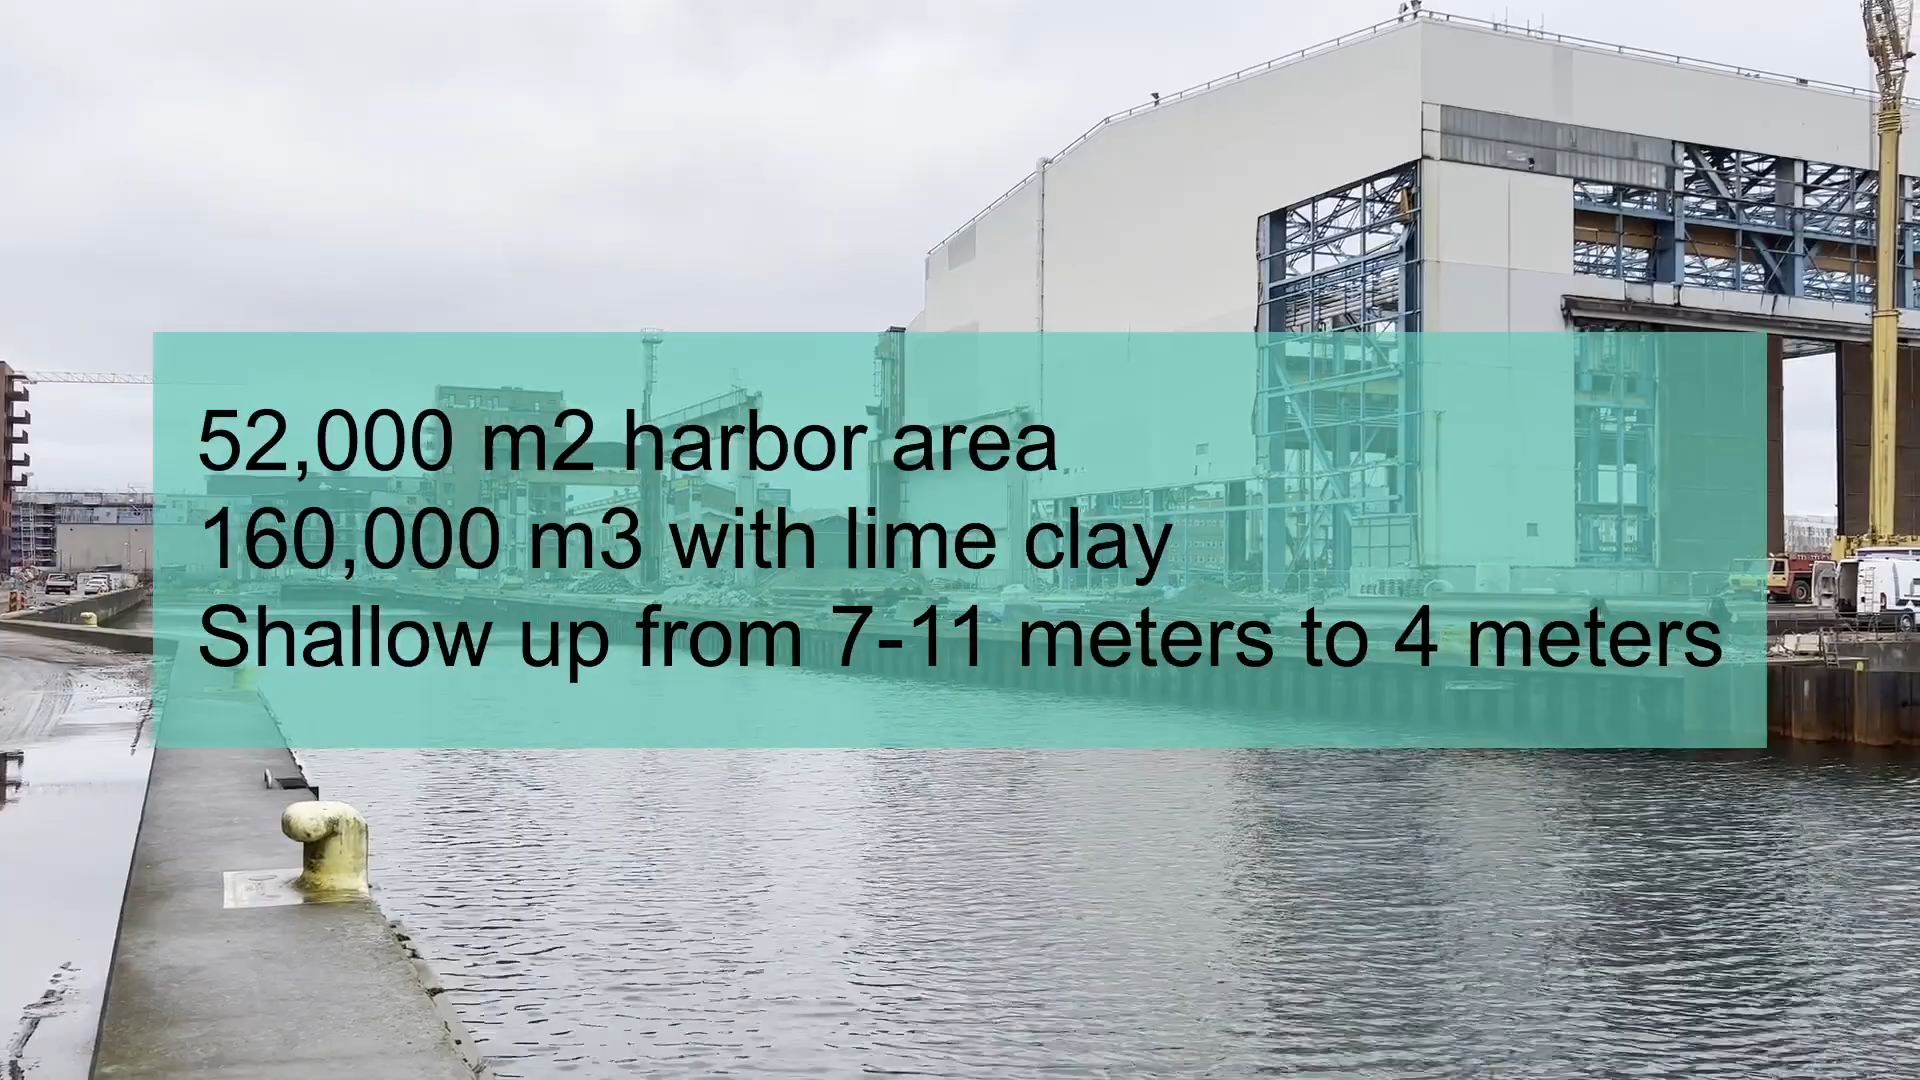 52,000 m2 harbor area
160,000 m3 with lime clay
Shallow up from 7-11 meters to 4 meters